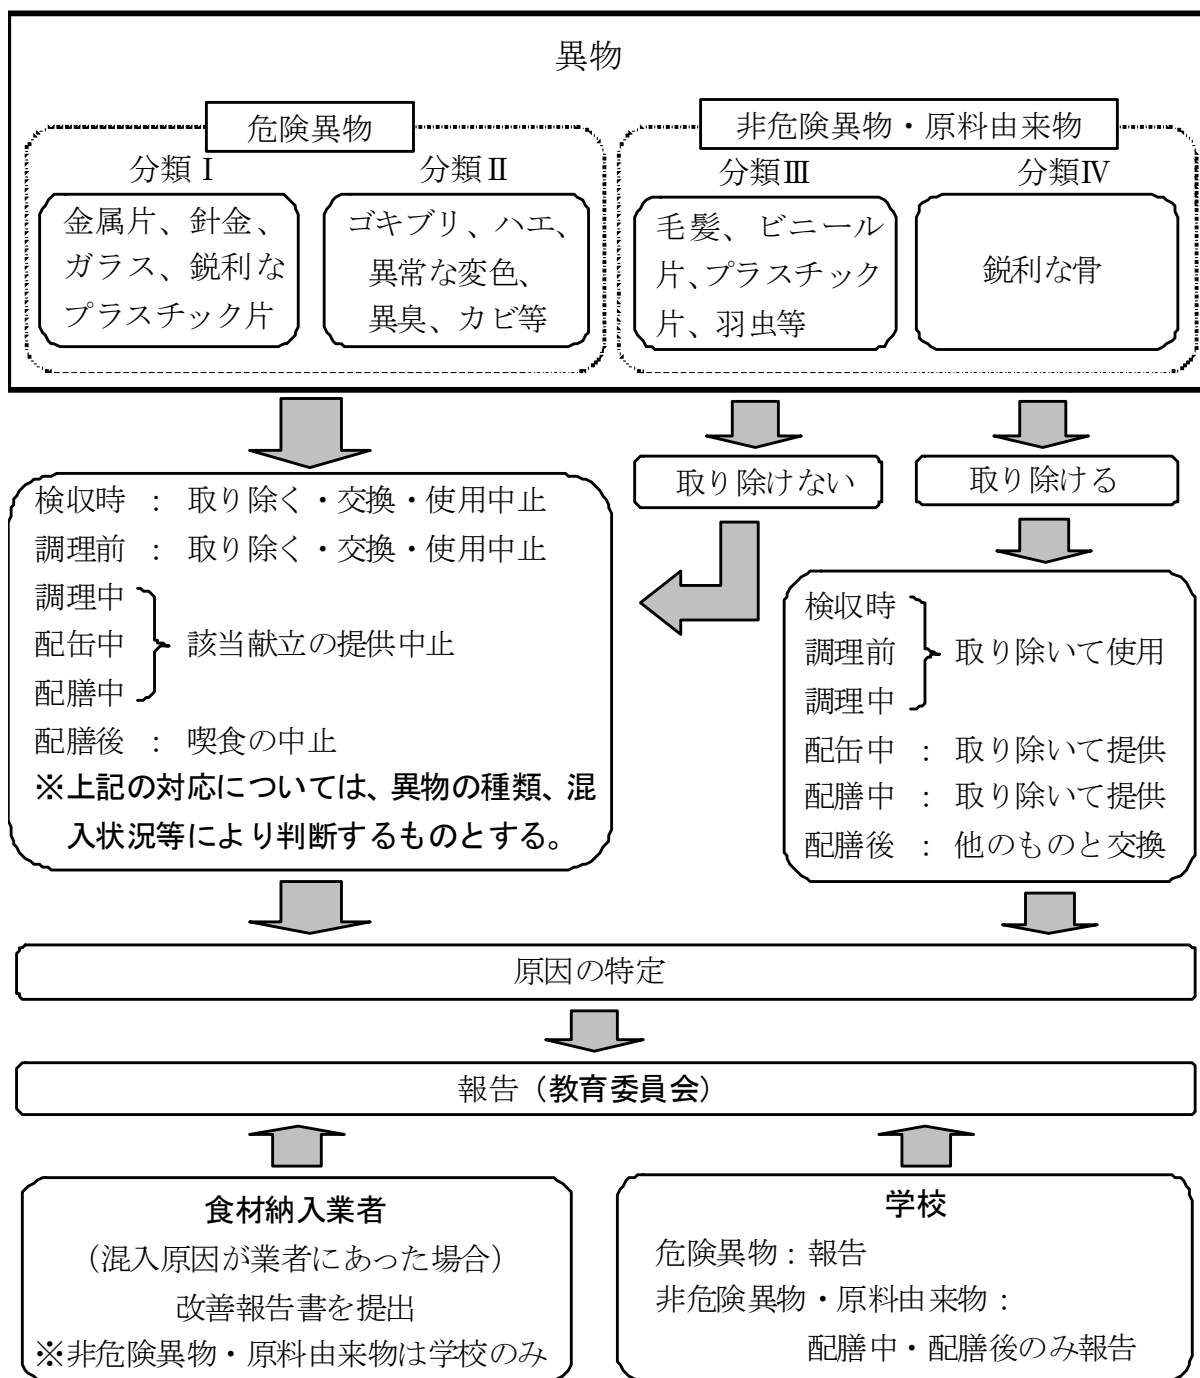 異物
危険異物
分類Ⅰ
金属片、針金、
ガラス、鋭利な
プラスチック片
分類Ⅱ
ゴキブリ、ハエ、
異常な変色、
異臭、カビ等
非危険異物・原料由来物
分類Ⅲ
毛髪、ビニール
片、プラスチック
片、羽虫等
分類Ⅳ
鋭利な骨
取り除けない
取り除ける
検収時 : 取り除く・交換・使用中止
調理前 : 取り除く・交換・使用中止
調理中
配缶中 該当献立の提供中止
配膳中
配膳後 : 喫食の中止
※上記の対応については、異物の種類、混
入状況等により判断するものとする。
検収時
調理前 取り除いて使用
調理中
配缶中 : 取り除いて提供
配膳中 : 取り除いて提供
配膳後 : 他のものと交換
原因の特定
報告(教育委員会)
食材納入業者
(混入原因が業者にあった場合)
改善報告書を提出
※非危険異物・原料由来物は学校のみ
学校
危険異物:報告
非危険異物・原料由来物:
配膳中・配膳後のみ報告